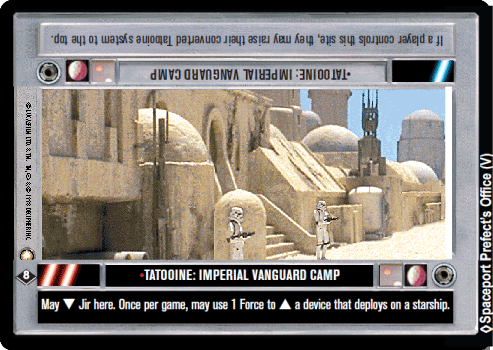 If a player controls this site, they may raise their converted Tatooine system to the top.
•TATOOINE: IMPERIAL VANGUARD CAMP
8
•TATOOINE: IMPERIAL VANGUARD CAMP
May ▼ Jir here. Once per game, may use 1 Force to ▲ a device that deploys on a starship.
◊Spaceport Prefect's Office (V)